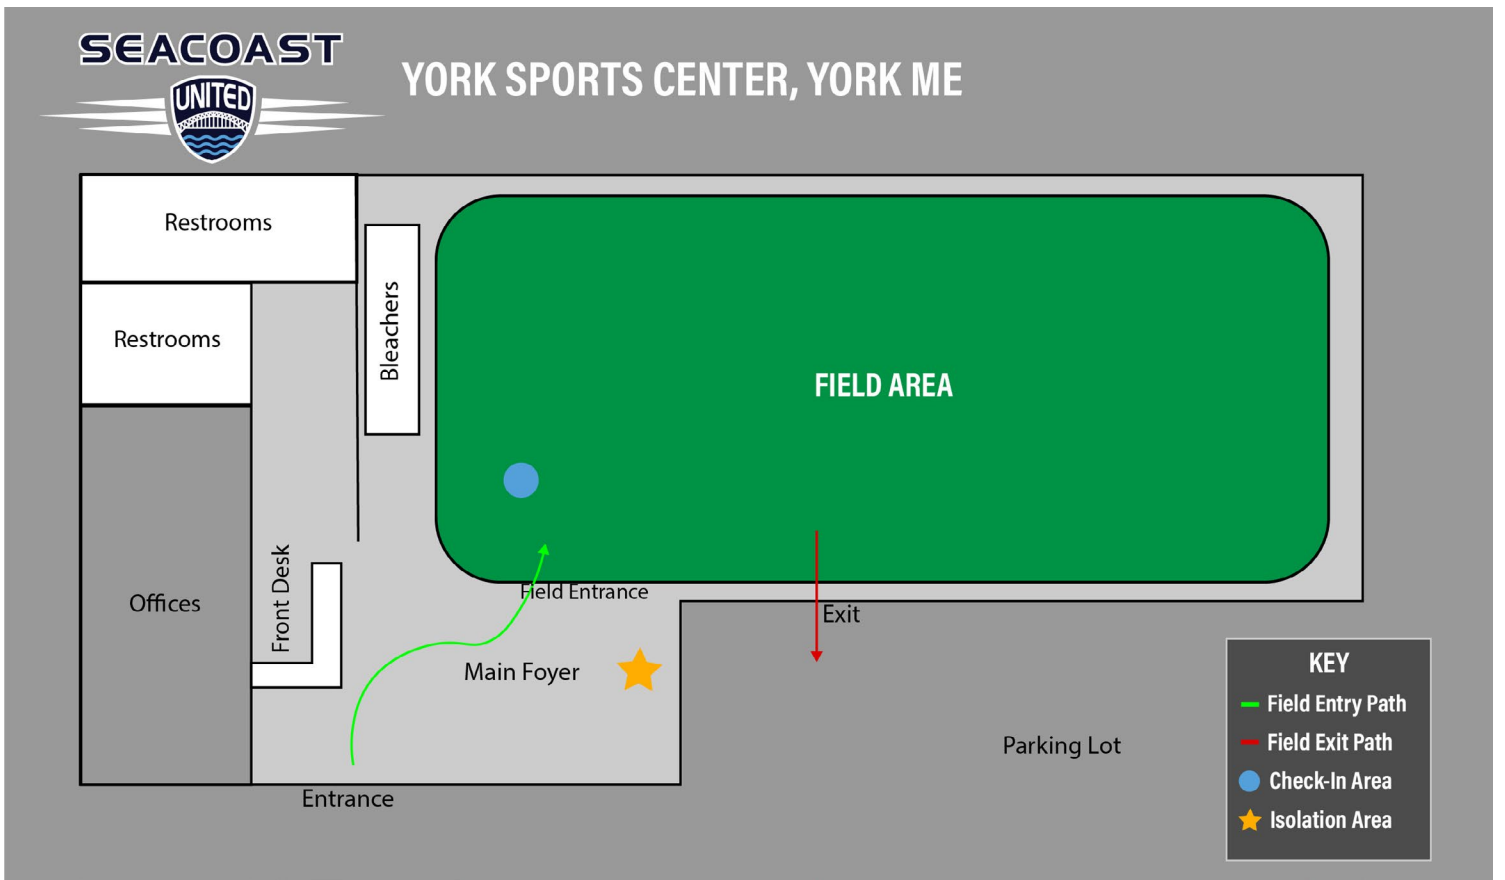 SEACOAST
UNITED
YORK SPORTS CENTER, YORK ME
Restrooms
Restrooms
Bleachers
FIELD AREA
Offices
Front Desk
Field Entrance
Exit
Main Foyer
Parking Lot
Entrance
KEY
Field Entry Path
Field Exit Path
Check-In Area
Isolation Area